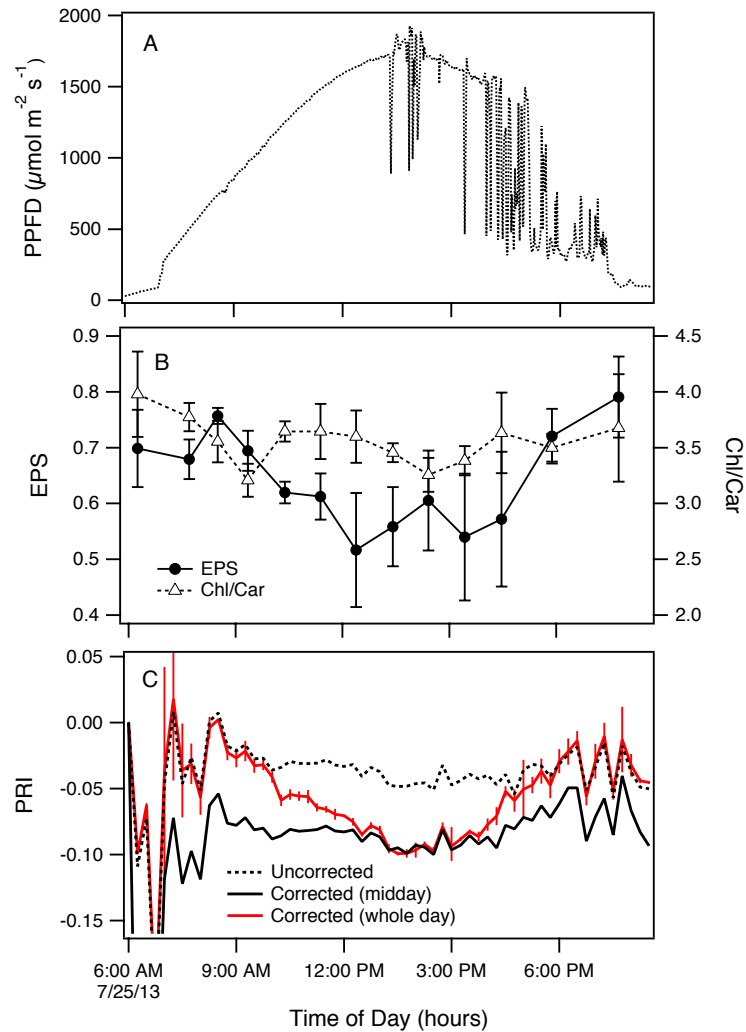 A
2000
1500
1000
500
0
PPFD (µmol m⁻² s⁻¹)
B
0.9
0.8
0.7
0.6
0.5
0.4
EPS
4.5
4.0
3.5
3.0
2.5
2.0
Chl/Car
EPS
Chl/Car
C
0.05
0.00
-0.05
-0.10
-0.15
PRI
Uncorrected
Corrected (midday)
Corrected (whole day)
6:00 AM 9:00 AM 12:00 PM 3:00 PM 6:00 PM
7/25/13
Time of Day (hours)